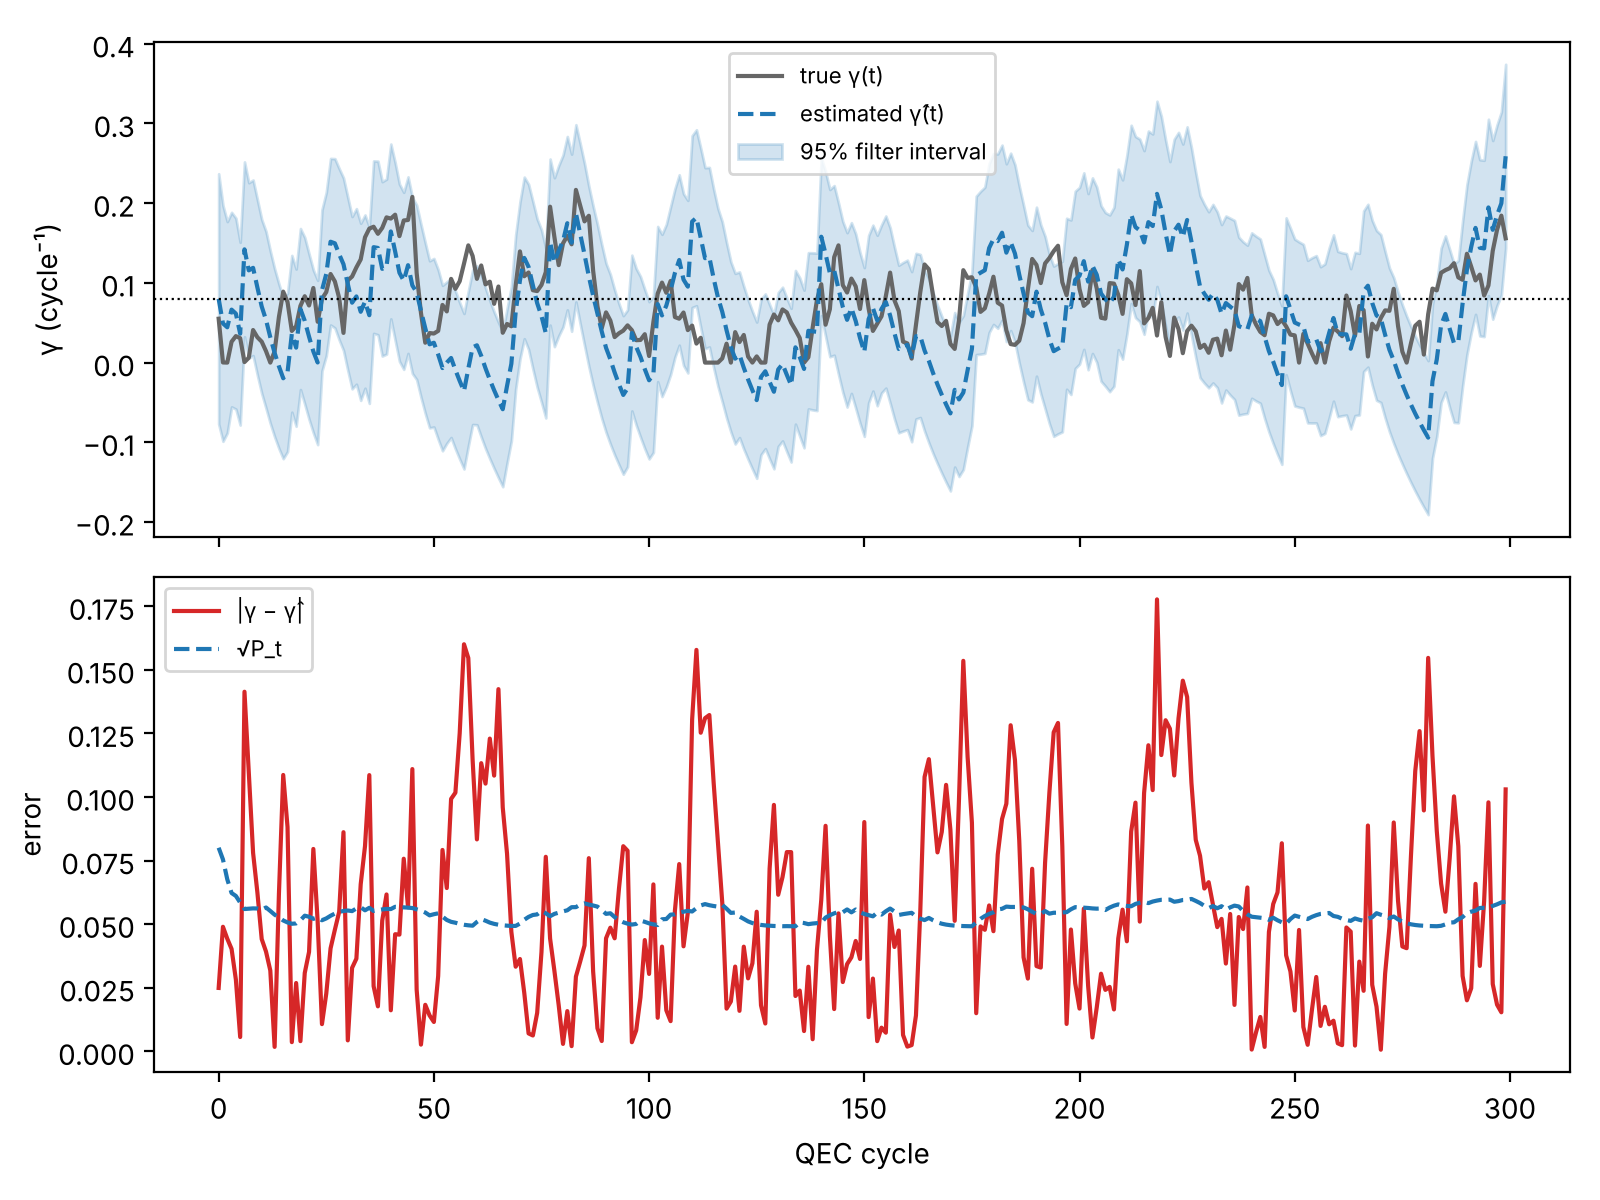 0.4
0.3
0.2
0.1
0.0
−0.1
−0.2
γ (cycle⁻¹)
true γ(t)
estimated γ̂(t)
95% filter interval
0.175
0.150
0.125
0.100
0.075
0.050
0.025
0.000
error
|γ − γ̂|
√P_t
0 50 100 150 200 250 300
QEC cycle